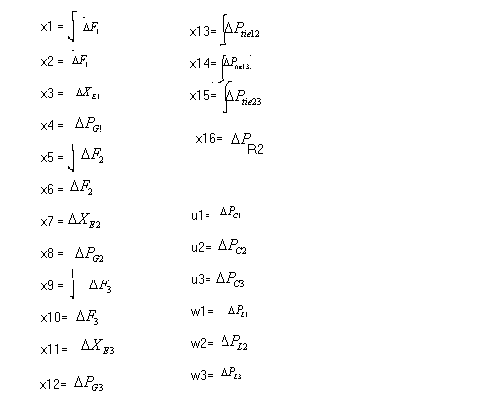 x1 = ∫ ΔF1
x2 = ΔF1
x3 = ΔXE1
x4 = ΔPG1
x5 = ∫ ΔF2
x6 = ΔF2
x7 = ΔXE2
x8 = ΔPG2
x9 = ∫ ΔF3
x10= ΔF3
x11= ΔXE3
x12= ΔPG3
x13= ∫ΔPtie12
x14= ∫ΔPtie13
x15= ∫ΔPtie23
x16= ΔPR2
u1= ΔPC1
u2= ΔPC2
u3= ΔPC3
w1= ΔPL1
w2= ΔPL2
w3= ΔPL3